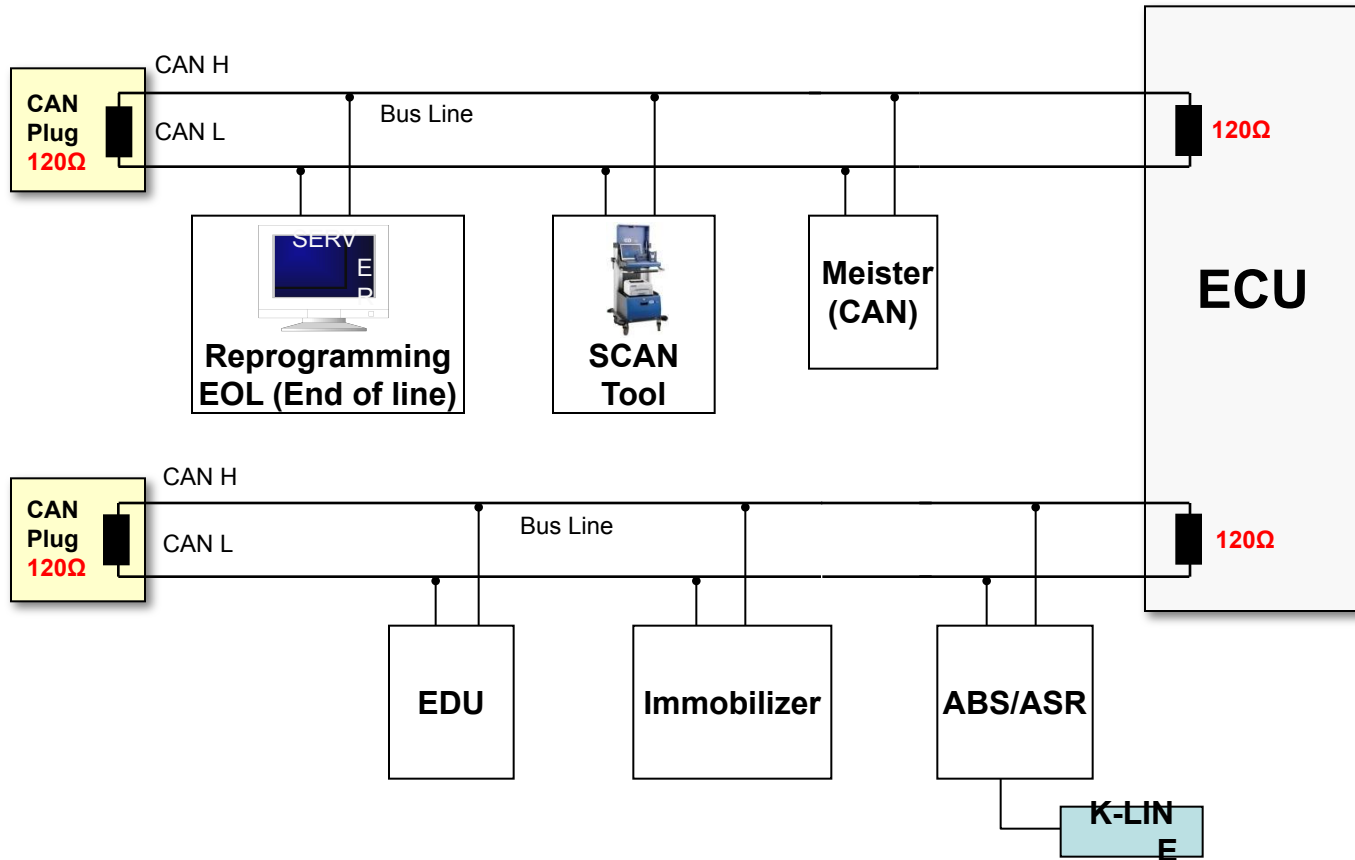 CAN H
CAN
Plug
120Ω
CAN L
Bus Line
120Ω
SERV
E
R
Reprogramming
EOL (End of line)
SCAN
Tool
Meister
(CAN)
ECU
CAN H
CAN
Plug
120Ω
CAN L
Bus Line
120Ω
EDU
Immobilizer
ABS/ASR
K-LIN
E